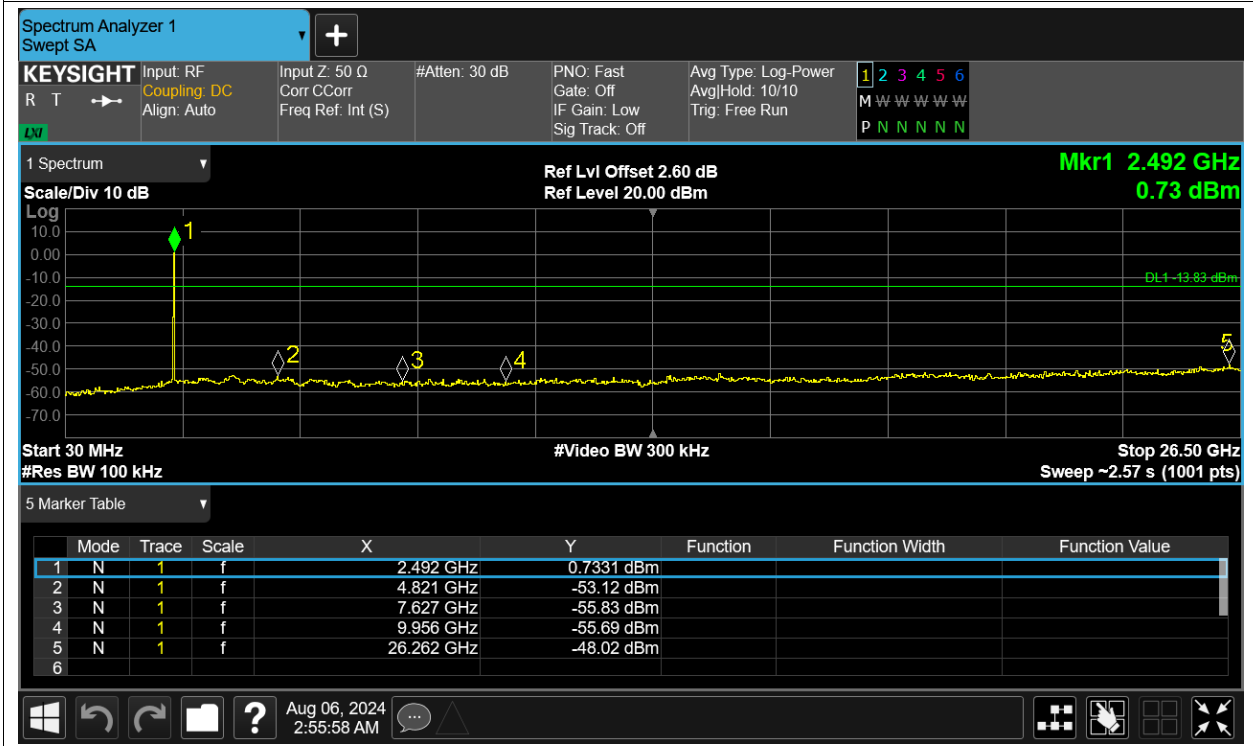 Spectrum Analyzer 1
Swept SA
+
KEYSIGHT
R T
LXI
Input: RF
Coupling: DC
Align: Auto
Input Z: 50 Ω
Corr CCorr
Freq Ref: Int (S)
#Atten: 30 dB
PNO: Fast
Gate: Off
IF Gain: Low
Sig Track: Off
Avg Type: Log-Power
Avg|Hold: 10/10
Trig: Free Run
1 2 3 4 5 6
M W W W W W
P N N N N N
1 Spectrum
Scale/Div 10 dB
Ref Lvl Offset 2.60 dB
Ref Level 20.00 dBm
Mkr1 2.492 GHz
0.73 dBm
Log
10.0
0.00
-10.0
-20.0
-30.0
-40.0
-50.0
-60.0
-70.0
1
2
3
4
5
DL1 -13.83 dBm
Start 30 MHz
#Res BW 100 kHz
#Video BW 300 kHz
Stop 26.50 GHz
Sweep ~2.57 s (1001 pts)
5 Marker Table
Mode Trace Scale X Y Function Function Width Function Value
1 N 1 f 2.492 GHz 0.7331 dBm
2 N 1 f 4.821 GHz -53.12 dBm
3 N 1 f 7.627 GHz -55.83 dBm
4 N 1 f 9.956 GHz -55.69 dBm
5 N 1 f 26.262 GHz -48.02 dBm
6
?
Aug 06, 2024
2:55:58 AM